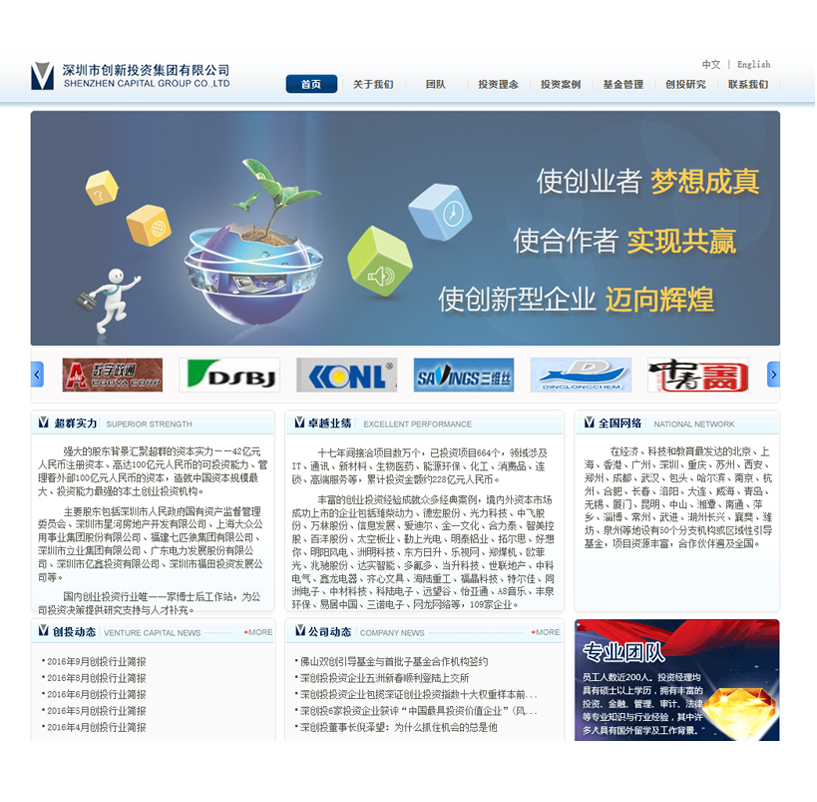 深圳市创新投资集团有限公司
SHENZHEN CAPITAL GROUP CO.,LTD
中文 | English
首页 关于我们 团队 投资理念 投资案例 基金管理 创投研究 联系我们
使创业者 梦想成真
使合作者 实现共赢
使创新型企业 迈向辉煌
数字政通
EGOVA CORP
DSBJ
KONL
SAVINGS三维丝
DINGLONGCHEM
宝网
超群实力 SUPERIOR STRENGTH
强大的股东背景汇聚超群的资本实力——42亿元
人民币注册资本、高达100亿元人民币的可投资能力、管
理着外部100亿元人民币的资本，造就中国资本规模最
大、投资能力最强的本土创业投资机构。
主要股东包括深圳市人民政府国有资产监督管理
委员会、深圳市星河房地产开发有限公司、上海大众公
用事业集团股份有限公司、福建七匹狼集团有限公司、
深圳市立业集团有限公司、广东电力发展股份有限公
司、深圳市亿鑫投资有限公司、深圳市福田投资发展公
司等。
国内创业投资行业唯一一家博士后工作站，为公
司投资决策提供研究支持与人才补充。
卓越业绩 EXCELLENT PERFORMANCE
十七年间接洽项目数万个，已投资项目664个，领域涉及
IT、通讯、新材料、生物医药、能源环保、化工、消费品、连
锁、高端服务等，累计投资金额约228亿元人民币。
丰富的创业投资经验成就众多经典案例，境内外资本市场
成功上市的企业包括潍柴动力、德宏股份、光力科技、中飞股
份、万林股份、信息发展、爱迪尔、金一文化、合力泰、智美控
股、百洋股份、太空板业、勤上光电、明泰铝业、拓尔思、好想
你、明阳风电、洲明科技、东方日升、乐视网、郑煤机、欧菲
光、兆驰股份、达实智能、多氟多、当升科技、世联地产、中科
电气、鑫龙电器、齐心文具、海陆重工、福晶科技、特尔佳、同
洲电子、中材科技、科陆电子、远望谷、怡亚通、A8音乐、丰泉
环保、易居中国、三诺电子、网龙网络等，109家企业。
全国网络 NATIONAL NETWORK
在经济、科技和教育最发达的北京、上
海、香港、广州、深圳、重庆、苏州、西安、
郑州、成都、武汉、包头、哈尔滨、南京、杭
州、合肥、长春、洛阳、大连、威海、青岛、
无锡、厦门、昆明、中山、湘潭、南通、萍
乡、淄博、常州、武进、湖州长兴、襄樊、潍
坊、泉州等地设有50个分支机构或区域性引导
基金，项目资源丰富，合作伙伴遍及全国。
创投动态 VENTURE CAPITAL NEWS MORE
2016年9月创投行业简报
2016年8月创投行业简报
2016年6月创投行业简报
2016年5月创投行业简报
2016年4月创投行业简报
公司动态 COMPANY NEWS MORE
佛山双创引导基金与首批子基金合作机构签约
深创投投资企业五洲新春顺利登陆上交所
深创投投资企业包揽深证创业投资指数十大权重样本前...
深创投6家投资企业获评“中国最具投资价值企业”（风...
深创投董事长倪泽望：为什么抓住机会的总是他
专业团队
员工人数近200人。投资经理均
具有硕士以上学历，拥有丰富的
投资、金融、管理、审计、法律
等专业知识与行业经验，其中许
多人具有国外留学及工作背景。